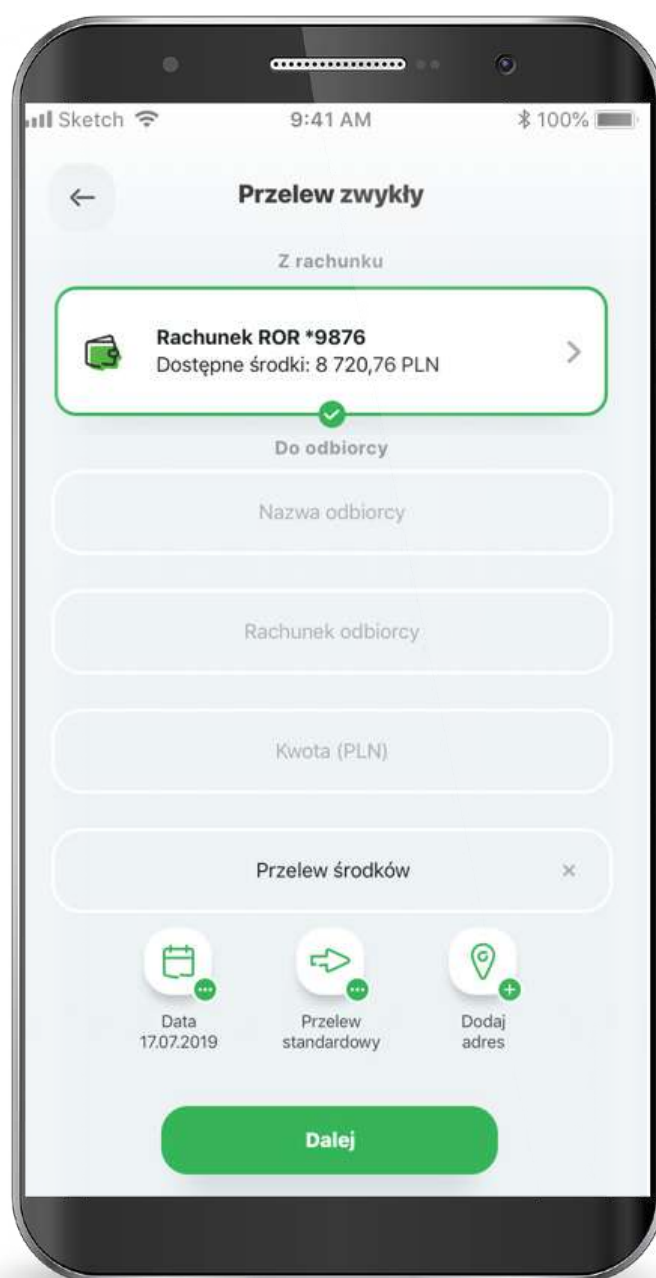 Sketch
9:41 AM
100%
Przelew zwykły
Z rachunku
Rachunek ROR *9876
Dostępne środki: 8 720,76 PLN
Do odbiorcy
Nazwa odbiorcy
Rachunek odbiorcy
Kwota (PLN)
Przelew środków
Data
17.07.2019
Przelew
standardowy
Dodaj
adres
Dalej